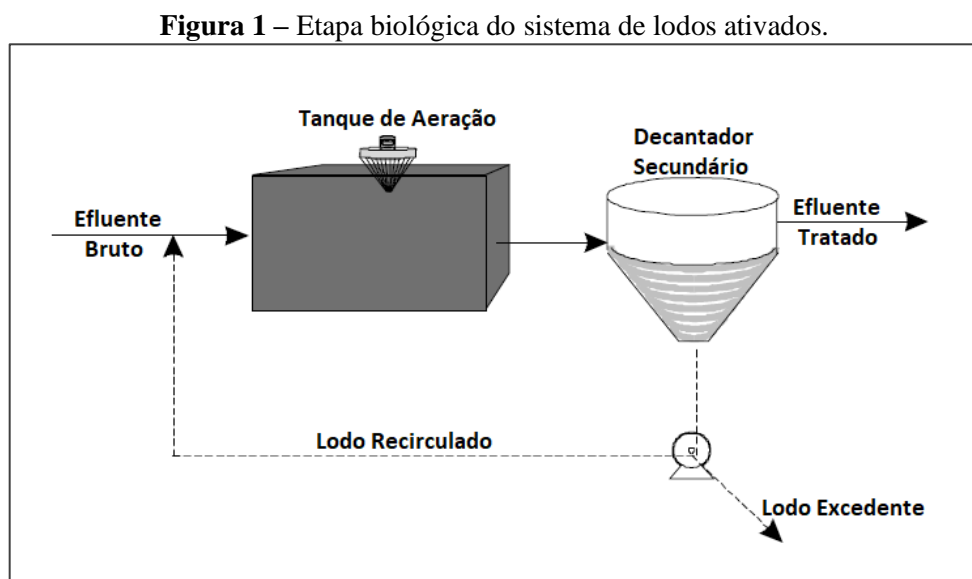 Figura 1 – Etapa biológica do sistema de lodos ativados.
Tanque de Aeração
Decantador
Secundário
Efluente
Bruto
Efluente
Tratado
Lodo Recirculado
Lodo Excedente